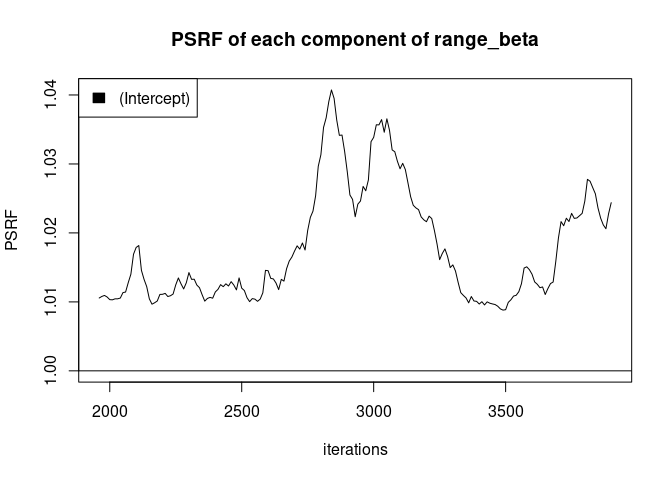 PSRF of each component of range_beta
(Intercept)
PSRF
1.04
1.03
1.02
1.01
1.00
2000 2500 3000 3500
iterations